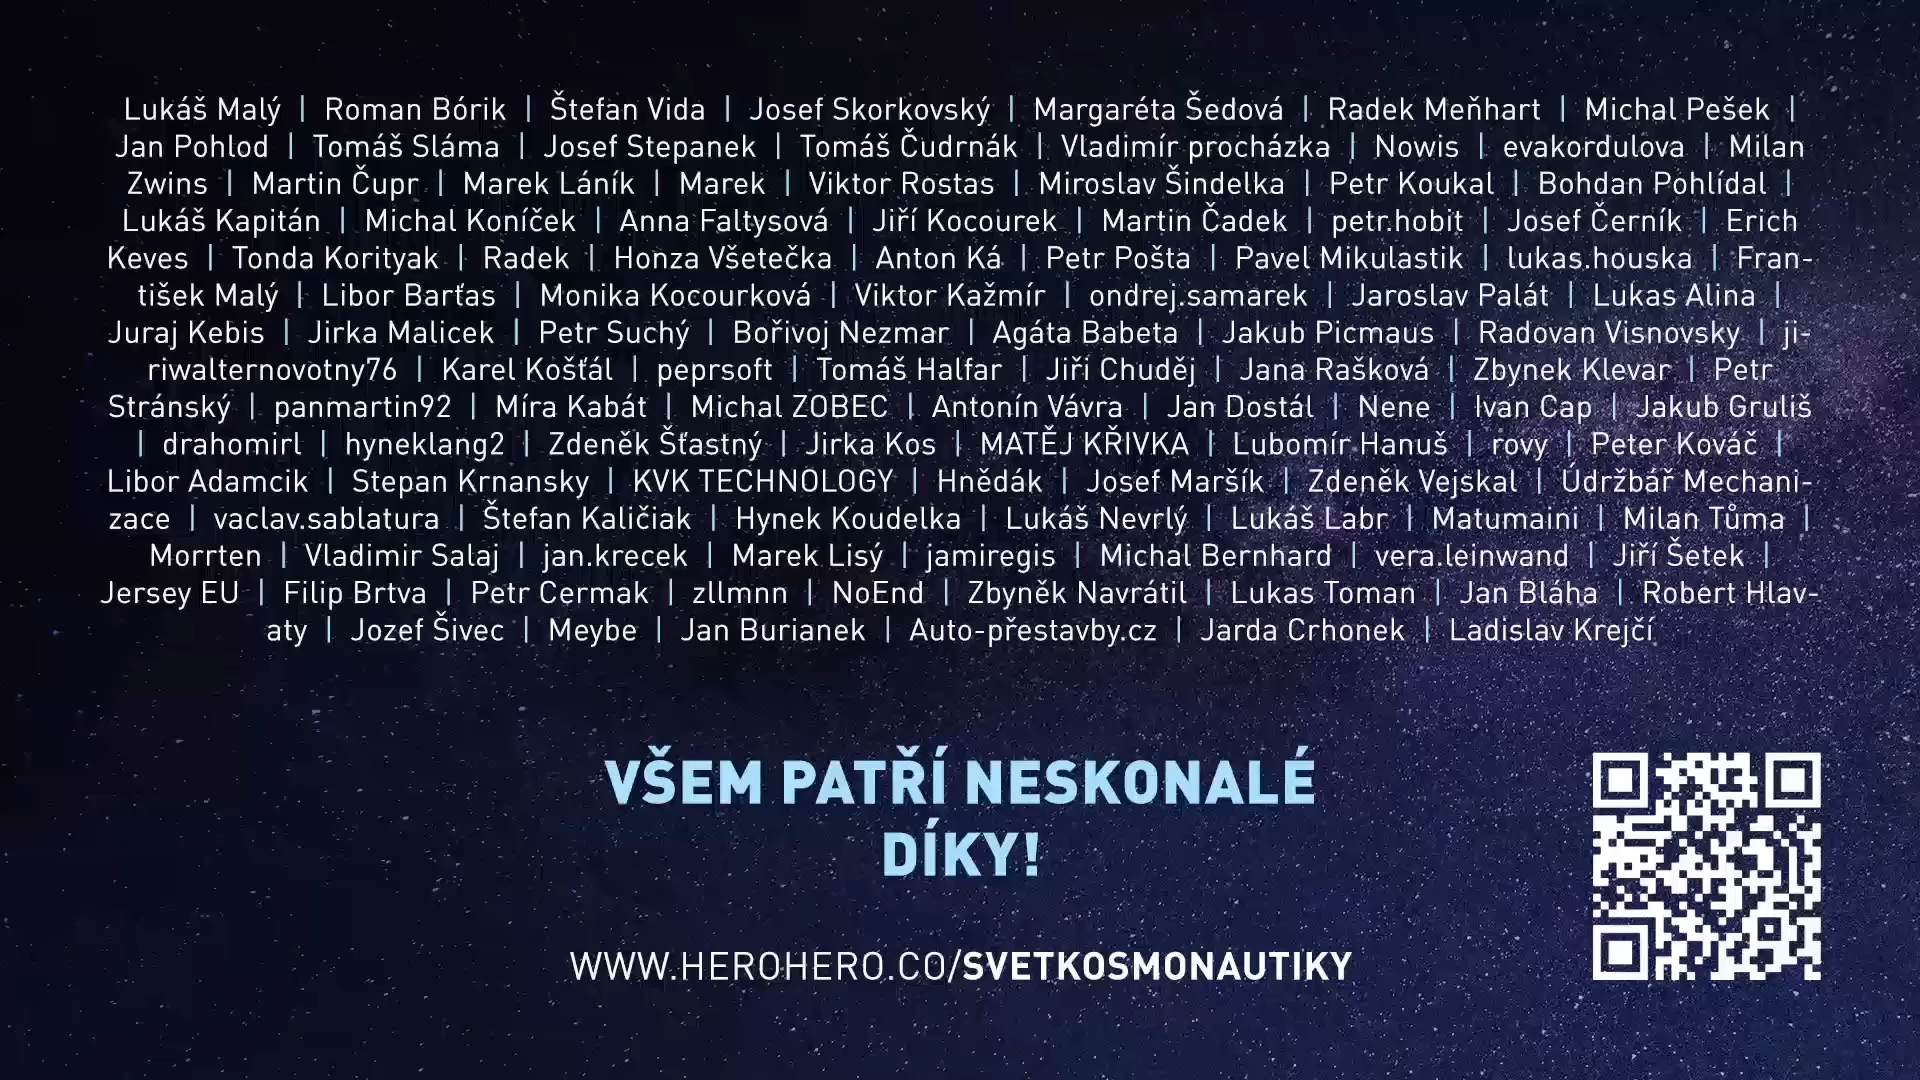 Lukáš Malý | Roman Bórik | Štefan Vida | Josef Skorkovský | Margaréta Šedová | Radek Meňhart | Michal Pešek |
Jan Pohlod | Tomáš Sláma | Josef Stepanek | Tomáš Čudrnák | Vladimír procházka | Nowis | evakordulova | Milan
Zwins | Martin Čupr | Marek Láník | Marek | Viktor Rostas | Miroslav Šindelka | Petr Koukal | Bohdan Pohlídal |
Lukáš Kapitán | Michal Koníček | Anna Faltysová | Jiří Kocourek | Martin Čadek | petr.hobit | Josef Černík | Erich
Keves | Tonda Korityak | Radek | Honza Všetečka | Anton Ká | Petr Pošta | Pavel Mikulastik | lukas.houska | Fran-
tišek Malý | Libor Barťas | Monika Kocourková | Viktor Kažmír | ondrej.samarek | Jaroslav Palát | Lukas Alina |
Juraj Kebis | Jirka Malicek | Petr Suchý | Bořivoj Nezmar | Agáta Babeta | Jakub Picmaus | Radovan Visnovsky | ji-
riwalternovotny76 | Karel Košťál | peprsoft | Tomáš Halfar | Jiří Chuděj | Jana Rašková | Zbynek Klevar | Petr
Stránský | panmartin92 | Míra Kabát | Michal ZOBEC | Antonín Vávra | Jan Dostál | Nene | Ivan Cap | Jakub Gruliš
| drahomirl | hyneklang2 | Zdeněk Šťastný | Jirka Kos | MATĚJ KŘIVKA | Lubomír Hanuš | rovy | Peter Kováč |
Libor Adamcik | Stepan Krnansky | KVK TECHNOLOGY | Hnědák | Josef Maršík | Zdeněk Vejskal | Údržbář Mechani-
zace | vaclav.sablatura | Štefan Kaličiak | Hynek Koudelka | Lukáš Nevrlý | Lukáš Labr | Matumaini | Milan Tůma |
Morrten | Vladimir Salaj | jan.krecek | Marek Lisý | jamiregis | Michal Bernhard | vera.leinwand | Jiří Šetek |
Jersey EU | Filip Brtva | Petr Cermak | zllmnn | NoEnd | Zbyněk Navrátil | Lukas Toman | Jan Bláha | Robert Hlav-
aty | Jozef Šivec | Meybe | Jan Burianek | Auto-přestavby.cz | Jarda Crhonek | Ladislav Krejčí
VŠEM PATŘÍ NESKONALÉ
DÍKY!
WWW.HEROHERO.CO/SVETKOSMONAUTIKY